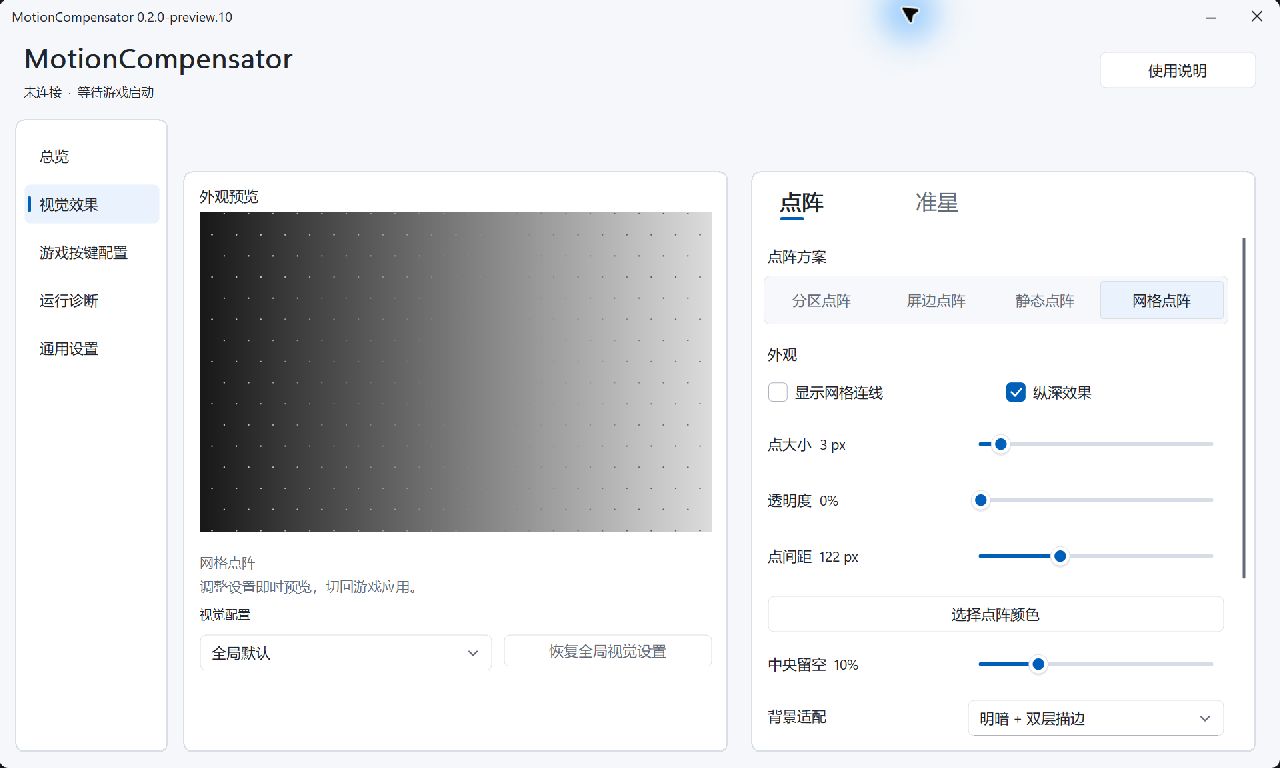 MotionCompensator 0.2.0-preview.10
MotionCompensator
未连接 · 等待游戏启动
使用说明
总览
视觉效果
游戏按键配置
运行诊断
通用设置
外观预览
网格点阵
调整设置即时预览，切回游戏应用。
视觉配置
全局默认
恢复全局视觉设置
点阵 准星
点阵方案
分区点阵 屏边点阵 静态点阵 网格点阵
外观
显示网格连线 纵深效果
点大小 3 px
透明度 0%
点间距 122 px
选择点阵颜色
中央留空 10%
背景适配 明暗 + 双层描边